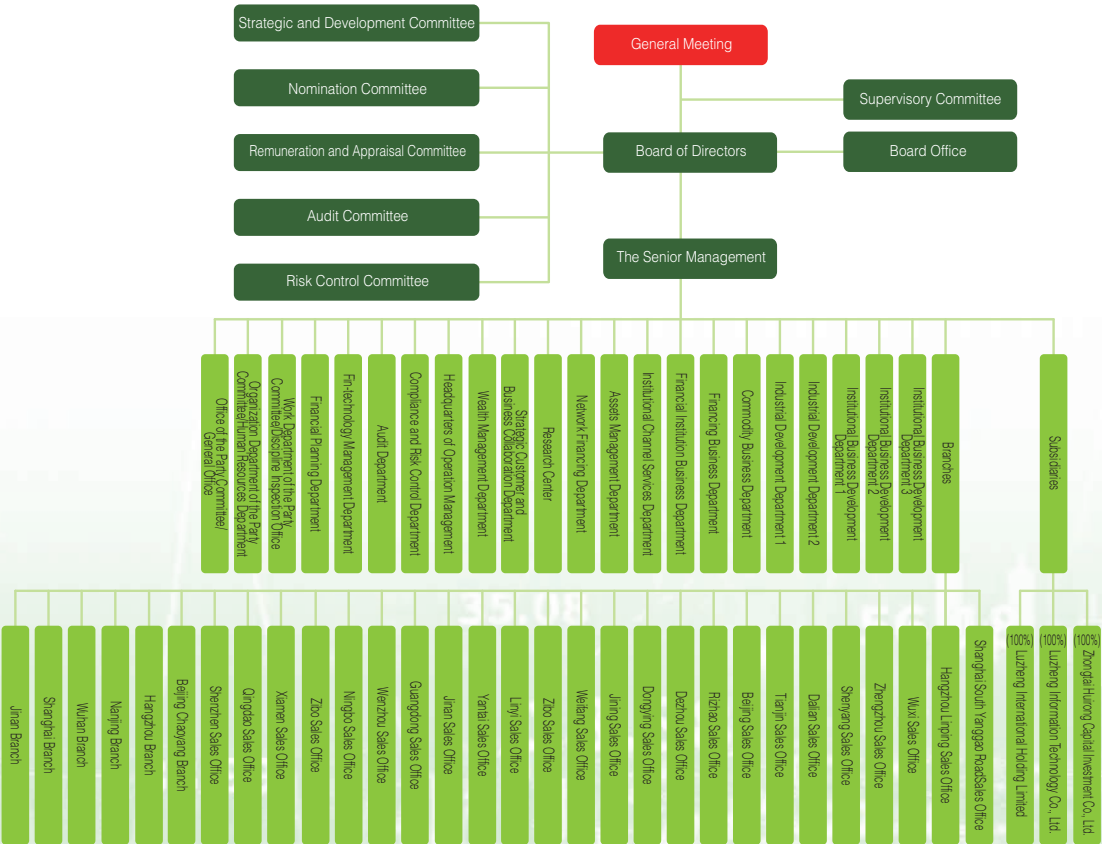 Strategic and Development Committee
General Meeting
Nomination Committee
Supervisory Committee
Remuneration and Appraisal Committee
Board of Directors
Board Office
Audit Committee
The Senior Management
Risk Control Committee
Office of the Party Committee/
General Office
Organization Department of the Party
Committee/Human Resources Department
Work Department of the Party
Committee/Discipline Inspection Office
Financial Planning Department
Fin-technology Management Department
Audit Department
Compliance and Risk Control Department
Headquarters of Operation Management
Wealth Management Department
Strategic Customer and
Business Collaboration Department
Research Center
Network Financing Department
Assets Management Department
Institutional Channel Services Department
Financial Institution Business Department
Financing Business Department
Commodity Business Department
Industrial Development Department 1
Industrial Development Department 2
Institutional Business Development
Department 1
Institutional Business Development
Department 2
Institutional Business Development
Department 3
Branches
Subsidiaries
35.08
Jinan Branch
Shanghai Branch
Wuhan Branch
Nanjing Branch
Hangzhou Branch
Beijing Chaoyang Branch
Shenzhen Sales Office
Qingdao Sales Office
Xiamen Sales Office
Zibo Sales Office
Ningbo Sales Office
Wenzhou Sales Office
Guangdong Sales Office
Jinan Sales Office
Yantai Sales Office
Linyi Sales Office
Zibo Sales Office
Weifang Sales Office
Jining Sales Office
Dongying Sales Office
Dezhou Sales Office
Rizhao Sales Office
Beijing Sales Office
Tianjin Sales Office
Dalian Sales Office
Shenyang Sales Office
Zhengzhou Sales Office
Wuxi Sales Office
Hangzhou Linping Sales Office
Shanghai South Yanggao RoadSales Office
(100%) Luzheng International Holding Limited
(100%) Luzheng Information Technology Co., Ltd.
(100%) Zhongtai Huirong Capital Investment Co., Ltd.